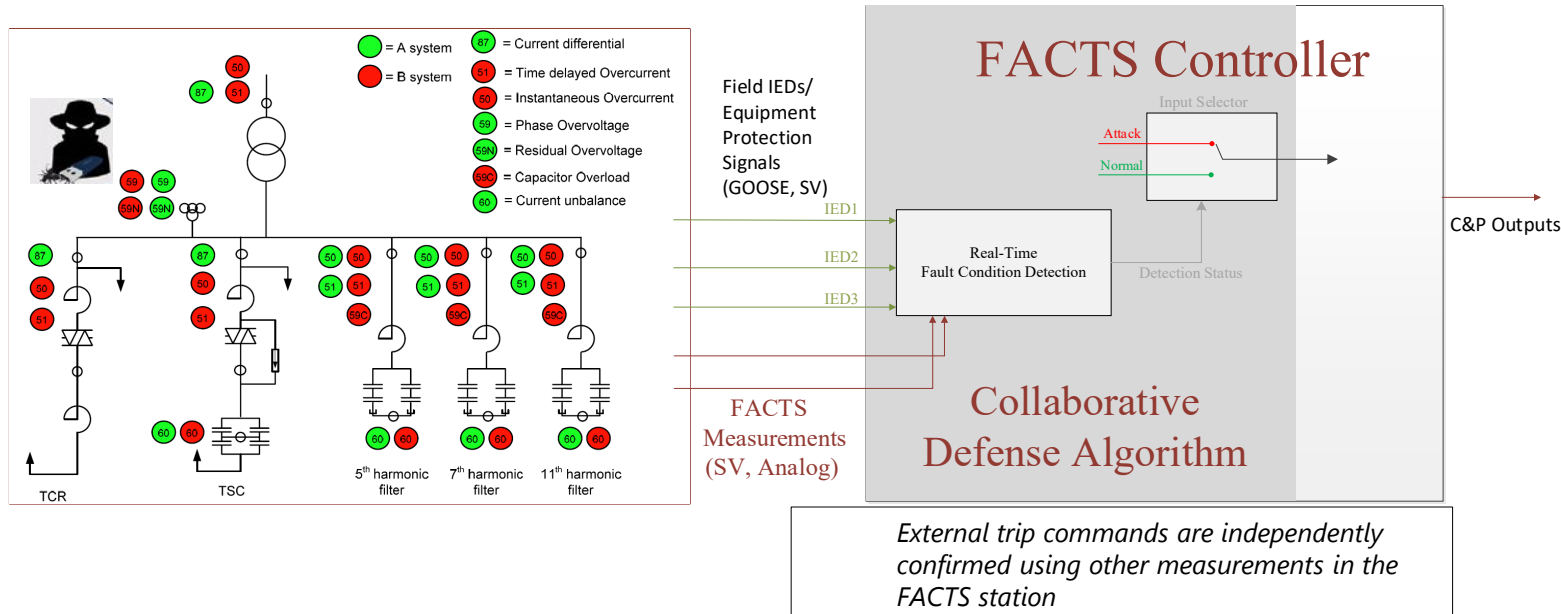 = A system
= B system
87 = Current differential
51 = Time delayed Overcurrent
50 = Instantaneous Overcurrent
59 = Phase Overvoltage
59N = Residual Overvoltage
59C = Capacitor Overload
60 = Current unbalance
50
87 51
59 59
59N 59N
87
50
51
87
50
51
50 50
51 51
59C
50 50
51 51
59C
50 50
51 51
59C
60 60
60 60
60 60
60 60
TCR
TSC
5th harmonic
filter
7th harmonic
filter
11th harmonic
filter
Field IEDs/
Equipment
Protection
Signals
(GOOSE, SV)
IED1
IED2
IED3
FACTS
Measurements
(SV, Analog)
FACTS Controller
Input Selector
Attack
Normal
Real-Time
Fault Condition Detection
Detection Status
Collaborative
Defense Algorithm
C&P Outputs
External trip commands are independently
confirmed using other measurements in the
FACTS station